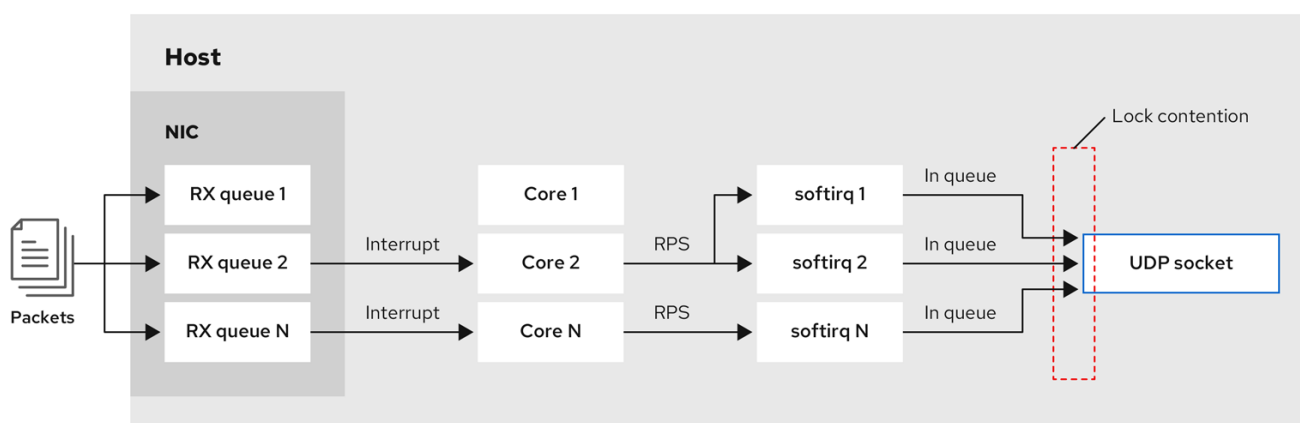 Host
NIC
Lock contention
RX queue 1
Core 1
softirq 1
In queue
Interrupt
RPS
In queue
RX queue 2
Core 2
softirq 2
UDP socket
Packets
Interrupt
RPS
In queue
RX queue N
Core N
softirq N